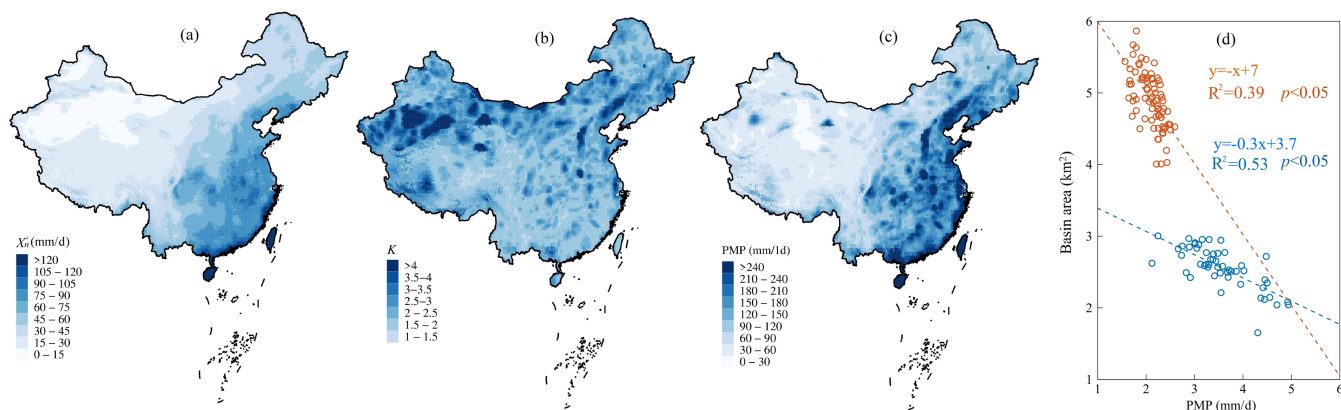 (a)
X̄n (mm/d)
>120
105 – 120
90 – 105
75 – 90
60 – 75
45 – 60
30 – 45
15 – 30
0 – 15
(b)
K
>4
3.5–4
3–3.5
2.5–3
2–2.5
1.5 – 2
1 – 1.5
(c)
PMP (mm/1d)
>240
210 – 240
180 – 210
150 – 180
120 – 150
90 – 120
60 – 90
30 – 60
0 – 30
(d)
y=-x+7
R²=0.39 p<0.05
y=-0.3x+3.7
R²=0.53 p<0.05
Basin area (km²)
6
5
4
3
2
1
1 2 3 4 5 6
PMP (mm/d)